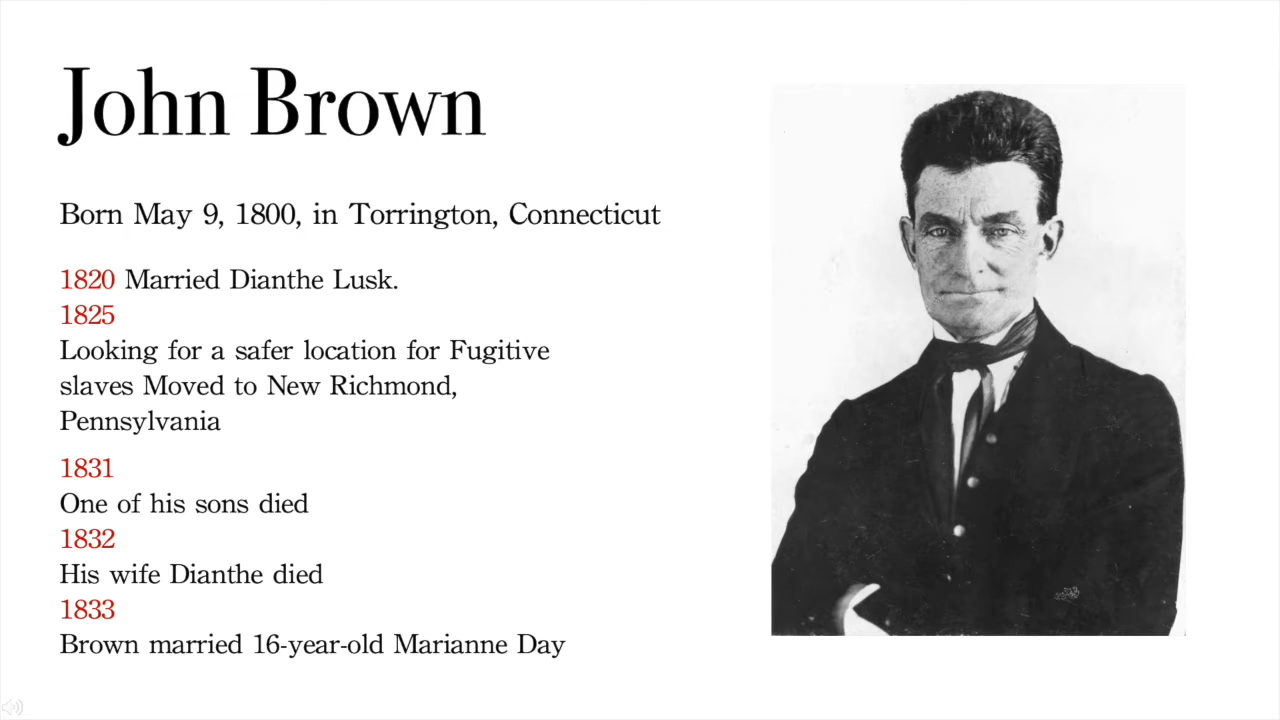 John Brown
Born May 9, 1800, in Torrington, Connecticut
1820 Married Dianthe Lusk.
1825
Looking for a safer location for Fugitive
slaves Moved to New Richmond,
Pennsylvania
1831
One of his sons died
1832
His wife Dianthe died
1833
Brown married 16-year-old Marianne Day